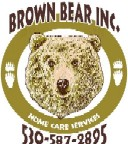 BROWN BEAR INC.
HOME CARE SERVICES
530-587-2895